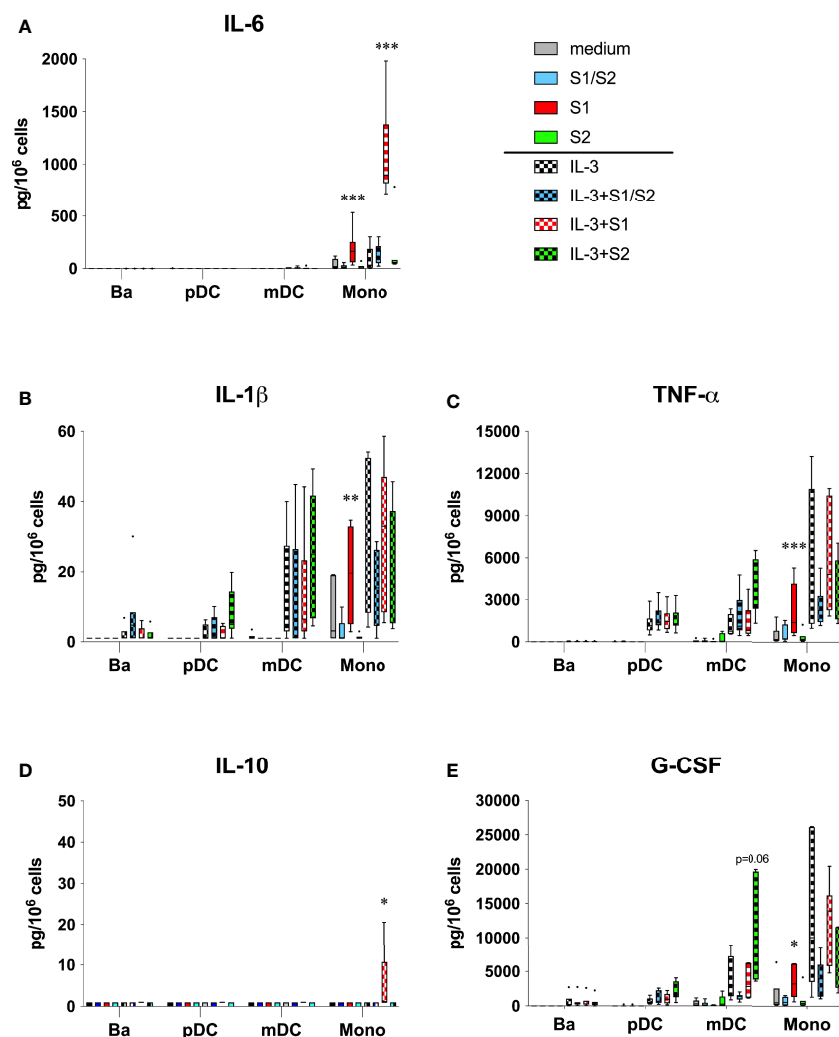 A
IL-6
***
2000
1500
1000
500
0
pg/10⁶ cells
***
Ba
pDC
mDC
Mono
medium
S1/S2
S1
S2
IL-3
IL-3+S1/S2
IL-3+S1
IL-3+S2
B
IL-1β
60
40
20
0
pg/10⁶ cells
**
Ba
pDC
mDC
Mono
C
TNF-α
15000
12000
9000
6000
3000
0
pg/10⁶ cells
***
Ba
pDC
mDC
Mono
D
IL-10
50
40
30
20
10
0
pg/10⁶ cells
*
Ba
pDC
mDC
Mono
E
G-CSF
30000
25000
20000
15000
10000
5000
0
pg/10⁶ cells
p=0.06
*
Ba
pDC
mDC
Mono